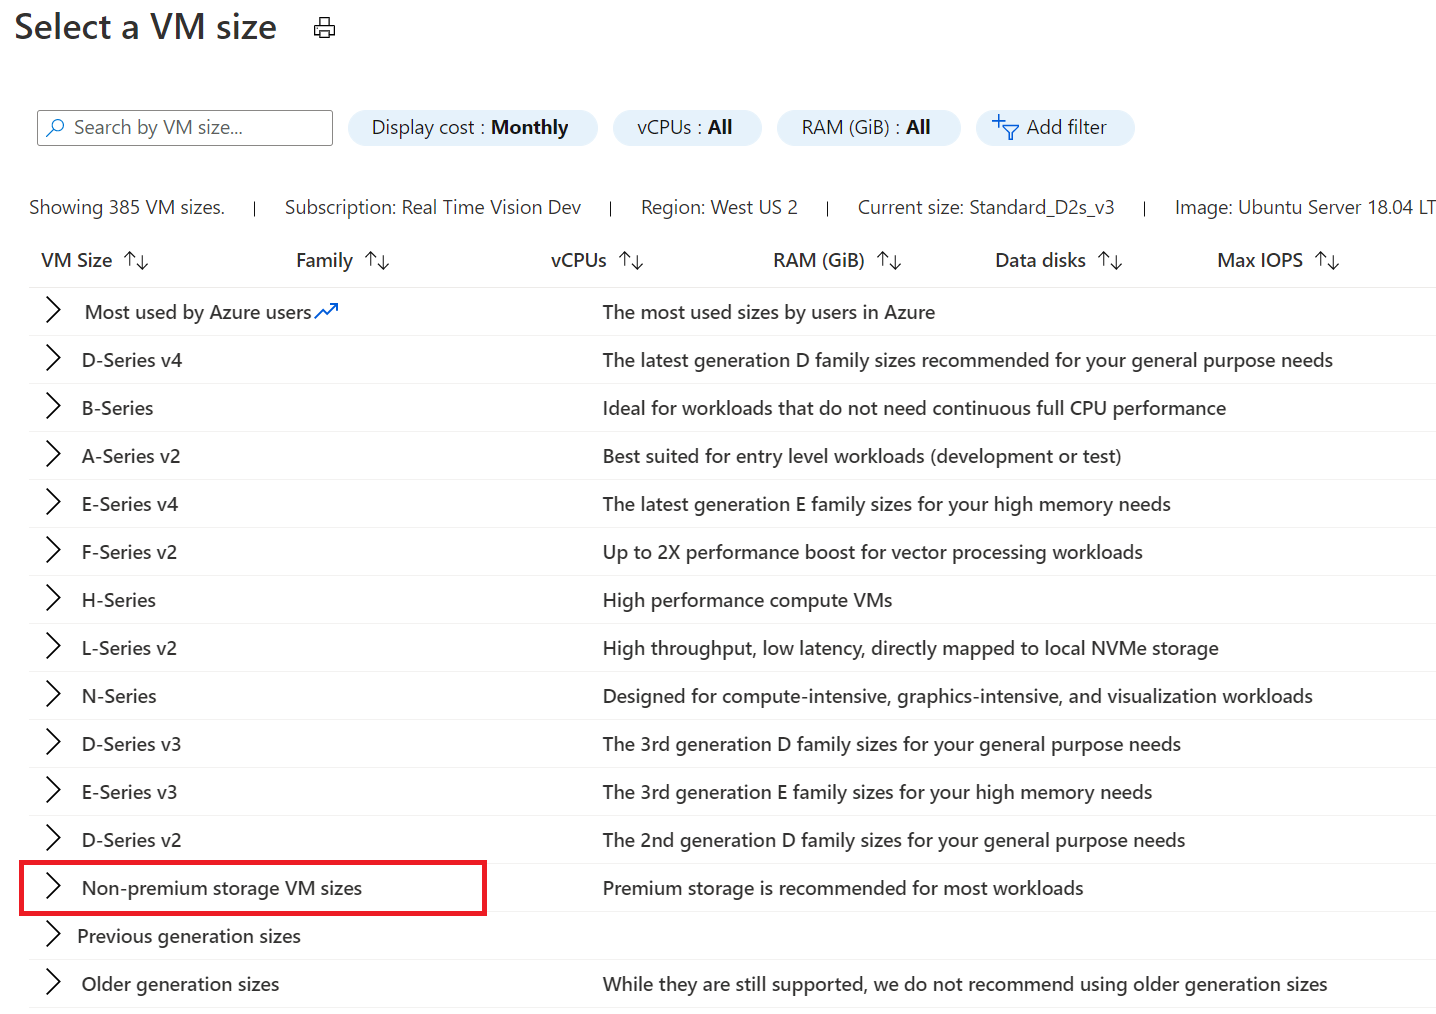 Select a VM size
Search by VM size...
Display cost : Monthly
vCPUs : All
RAM (GiB) : All
Add filter
Showing 385 VM sizes. | Subscription: Real Time Vision Dev | Region: West US 2 | Current size: Standard_D2s_v3 | Image: Ubuntu Server 18.04 LT
VM Size Family vCPUs RAM (GiB) Data disks Max IOPS
Most used by Azure users The most used sizes by users in Azure
D-Series v4 The latest generation D family sizes recommended for your general purpose needs
B-Series Ideal for workloads that do not need continuous full CPU performance
A-Series v2 Best suited for entry level workloads (development or test)
E-Series v4 The latest generation E family sizes for your high memory needs
F-Series v2 Up to 2X performance boost for vector processing workloads
H-Series High performance compute VMs
L-Series v2 High throughput, low latency, directly mapped to local NVMe storage
N-Series Designed for compute-intensive, graphics-intensive, and visualization workloads
D-Series v3 The 3rd generation D family sizes for your general purpose needs
E-Series v3 The 3rd generation E family sizes for your high memory needs
D-Series v2 The 2nd generation D family sizes for your general purpose needs
Non-premium storage VM sizes Premium storage is recommended for most workloads
Previous generation sizes
Older generation sizes While they are still supported, we do not recommend using older generation sizes